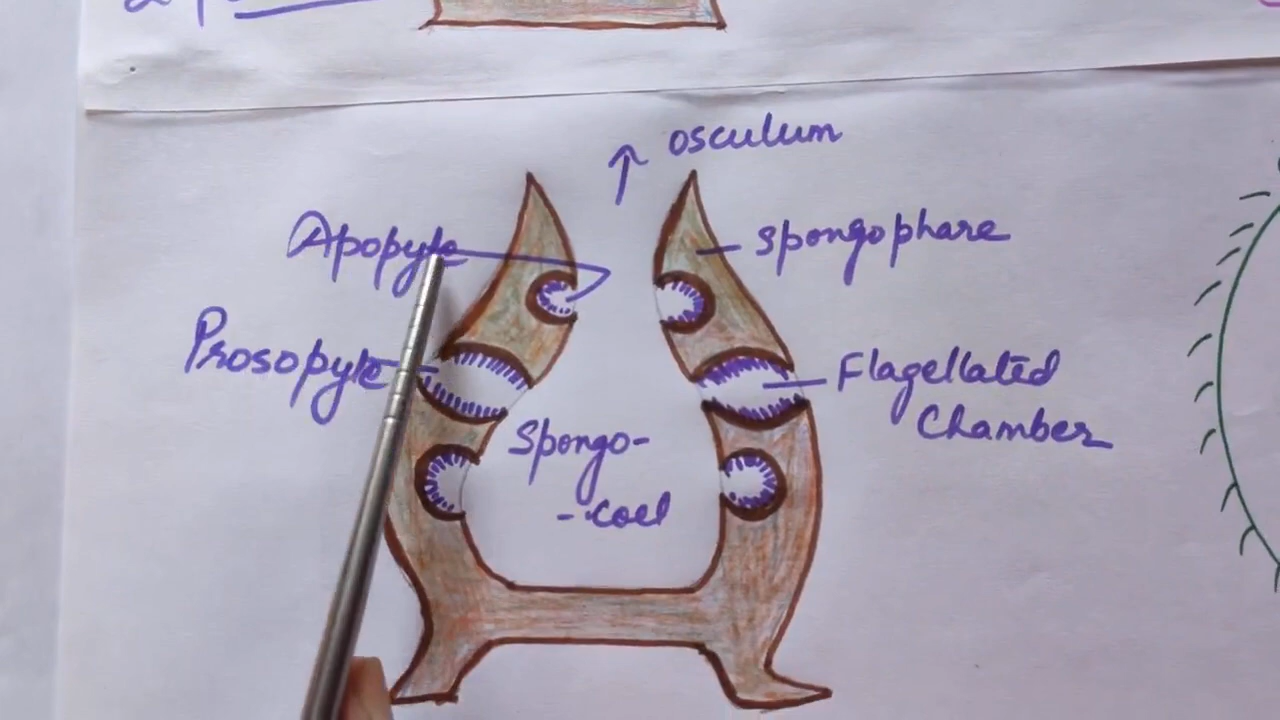 osculum
Apopyle
spongophare
Prosopyle
Flagellated
Chamber
Spongo-
-coel